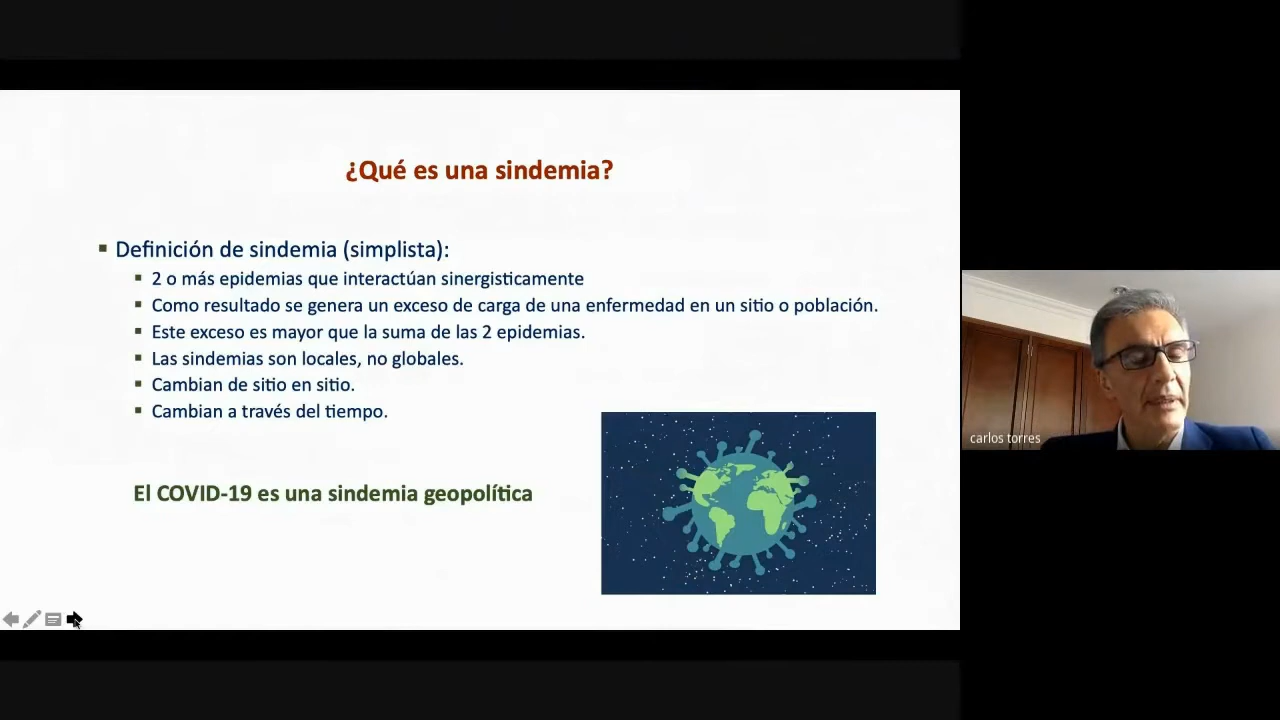 ¿Qué es una sindemia?
Definición de sindemia (simplista):
2 o más epidemias que interactúan sinergisticamente
Como resultado se genera un exceso de carga de una enfermedad en un sitio o población.
Este exceso es mayor que la suma de las 2 epidemias.
Las sindemias son locales, no globales.
Cambian de sitio en sitio.
Cambian a través del tiempo.
El COVID-19 es una sindemia geopolítica
carlos torres